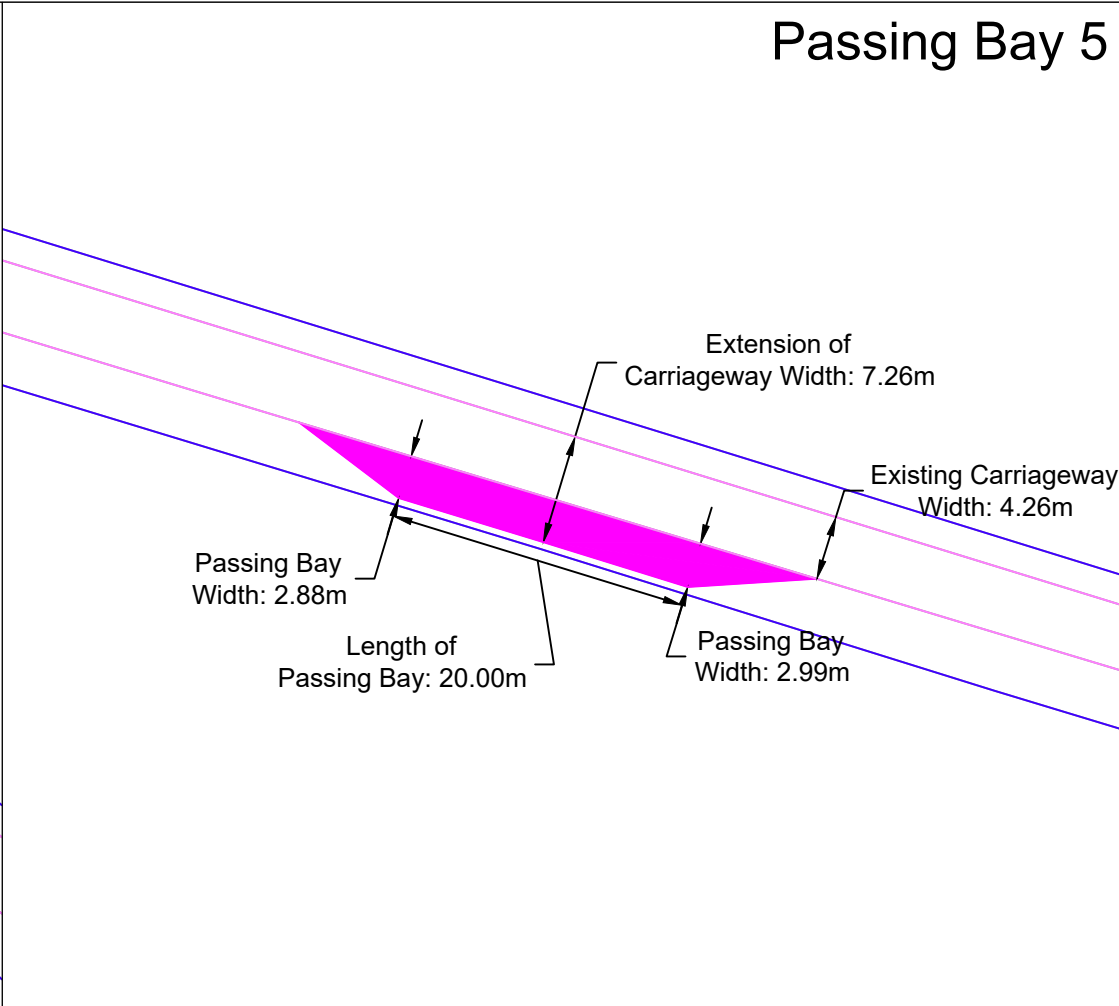 Passing Bay 5
Extension of
Carriageway Width: 7.26m
Existing Carriageway
Width: 4.26m
Passing Bay
Width: 2.88m
Length of
Passing Bay: 20.00m
Passing Bay
Width: 2.99m